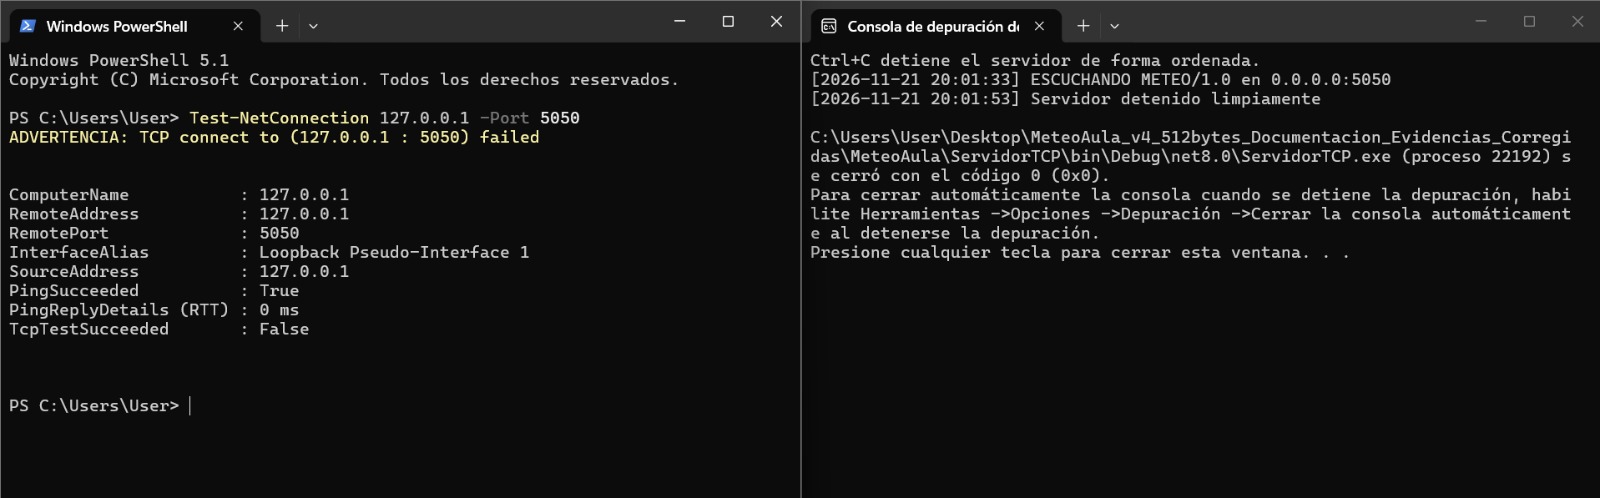 Windows PowerShell
Windows PowerShell 5.1
Copyright (C) Microsoft Corporation. Todos los derechos reservados.
PS C:\Users\User> Test-NetConnection 127.0.0.1 -Port 5050
ADVERTENCIA: TCP connect to (127.0.0.1 : 5050) failed
ComputerName           : 127.0.0.1
RemoteAddress          : 127.0.0.1
RemotePort             : 5050
InterfaceAlias         : Loopback Pseudo-Interface 1
SourceAddress          : 127.0.0.1
PingSucceeded          : True
PingReplyDetails (RTT) : 0 ms
TcpTestSucceeded       : False
PS C:\Users\User>
Consola de depuración de
Ctrl+C detiene el servidor de forma ordenada.
[2026-11-21 20:01:33] ESCUCHANDO METEO/1.0 en 0.0.0.0:5050
[2026-11-21 20:01:53] Servidor detenido limpiamente
C:\Users\User\Desktop\MeteoAula_v4_512bytes_Documentacion_Evidencias_Corregi
das\MeteoAula\ServidorTCP\bin\Debug\net8.0\ServidorTCP.exe (proceso 22192) s
e cerró con el código 0 (0x0).
Para cerrar automáticamente la consola cuando se detiene la depuración, habi
lite Herramientas ->Opciones ->Depuración ->Cerrar la consola automáticament
e al detenerse la depuración.
Presione cualquier tecla para cerrar esta ventana. . .